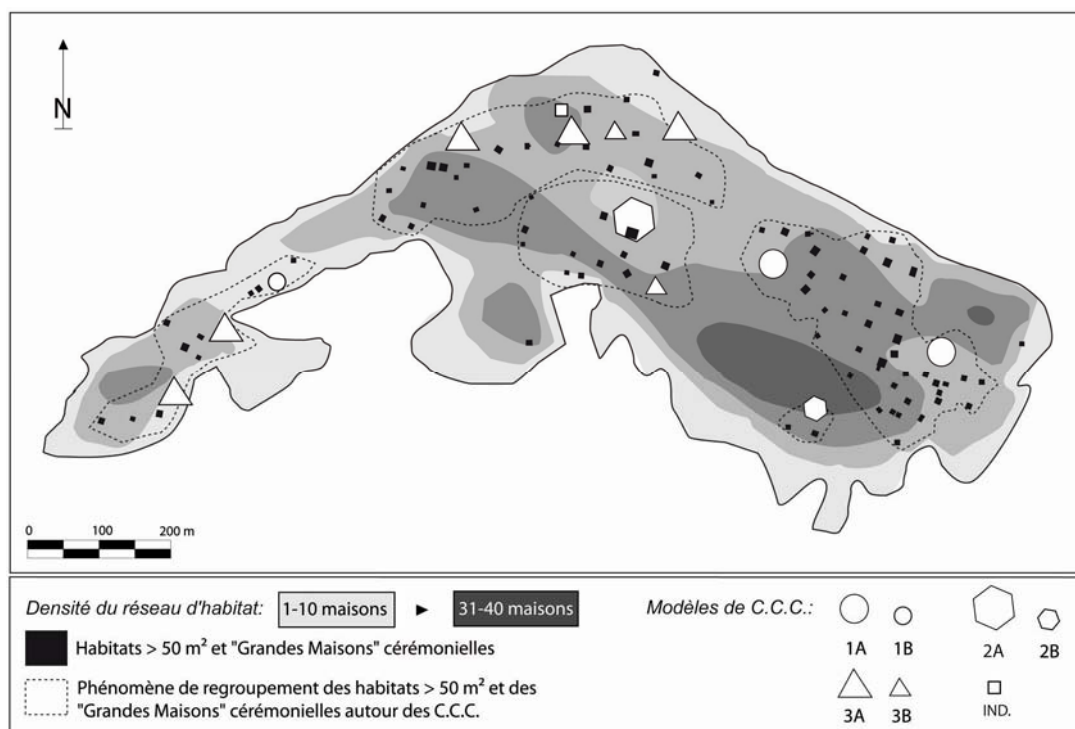 N
0 100 200 m
Densité du réseau d'habitat: 1-10 maisons ► 31-40 maisons
Habitats > 50 m² et "Grandes Maisons" cérémonielles
Phénomène de regroupement des habitats > 50 m² et des
"Grandes Maisons" cérémonielles autour des C.C.C.
Modèles de C.C.C.:
1A 1B 2A 2B
3A 3B IND.